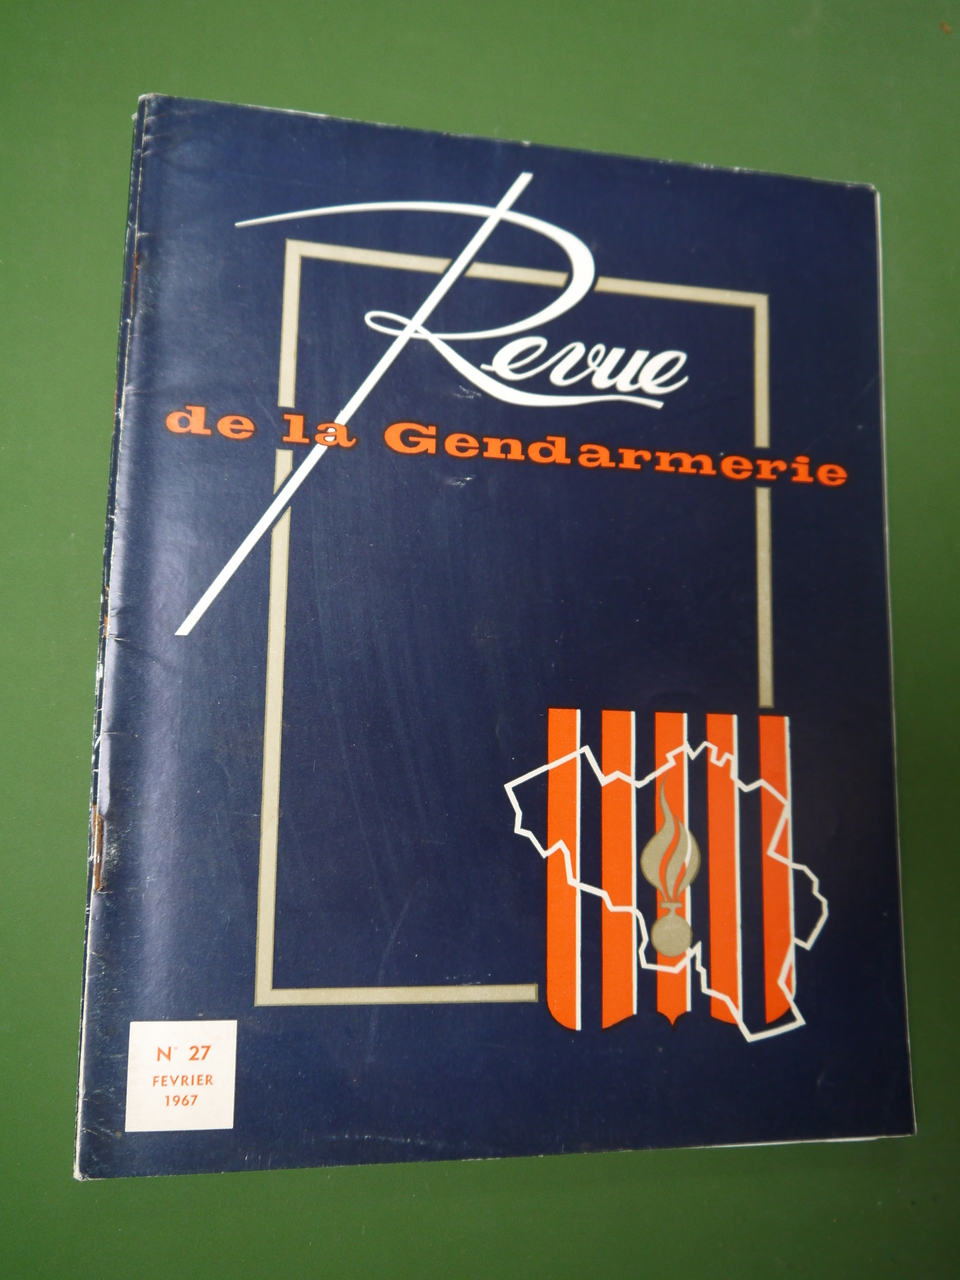 Revue
de la Gendarmerie
N° 27
FEVRIER
1967